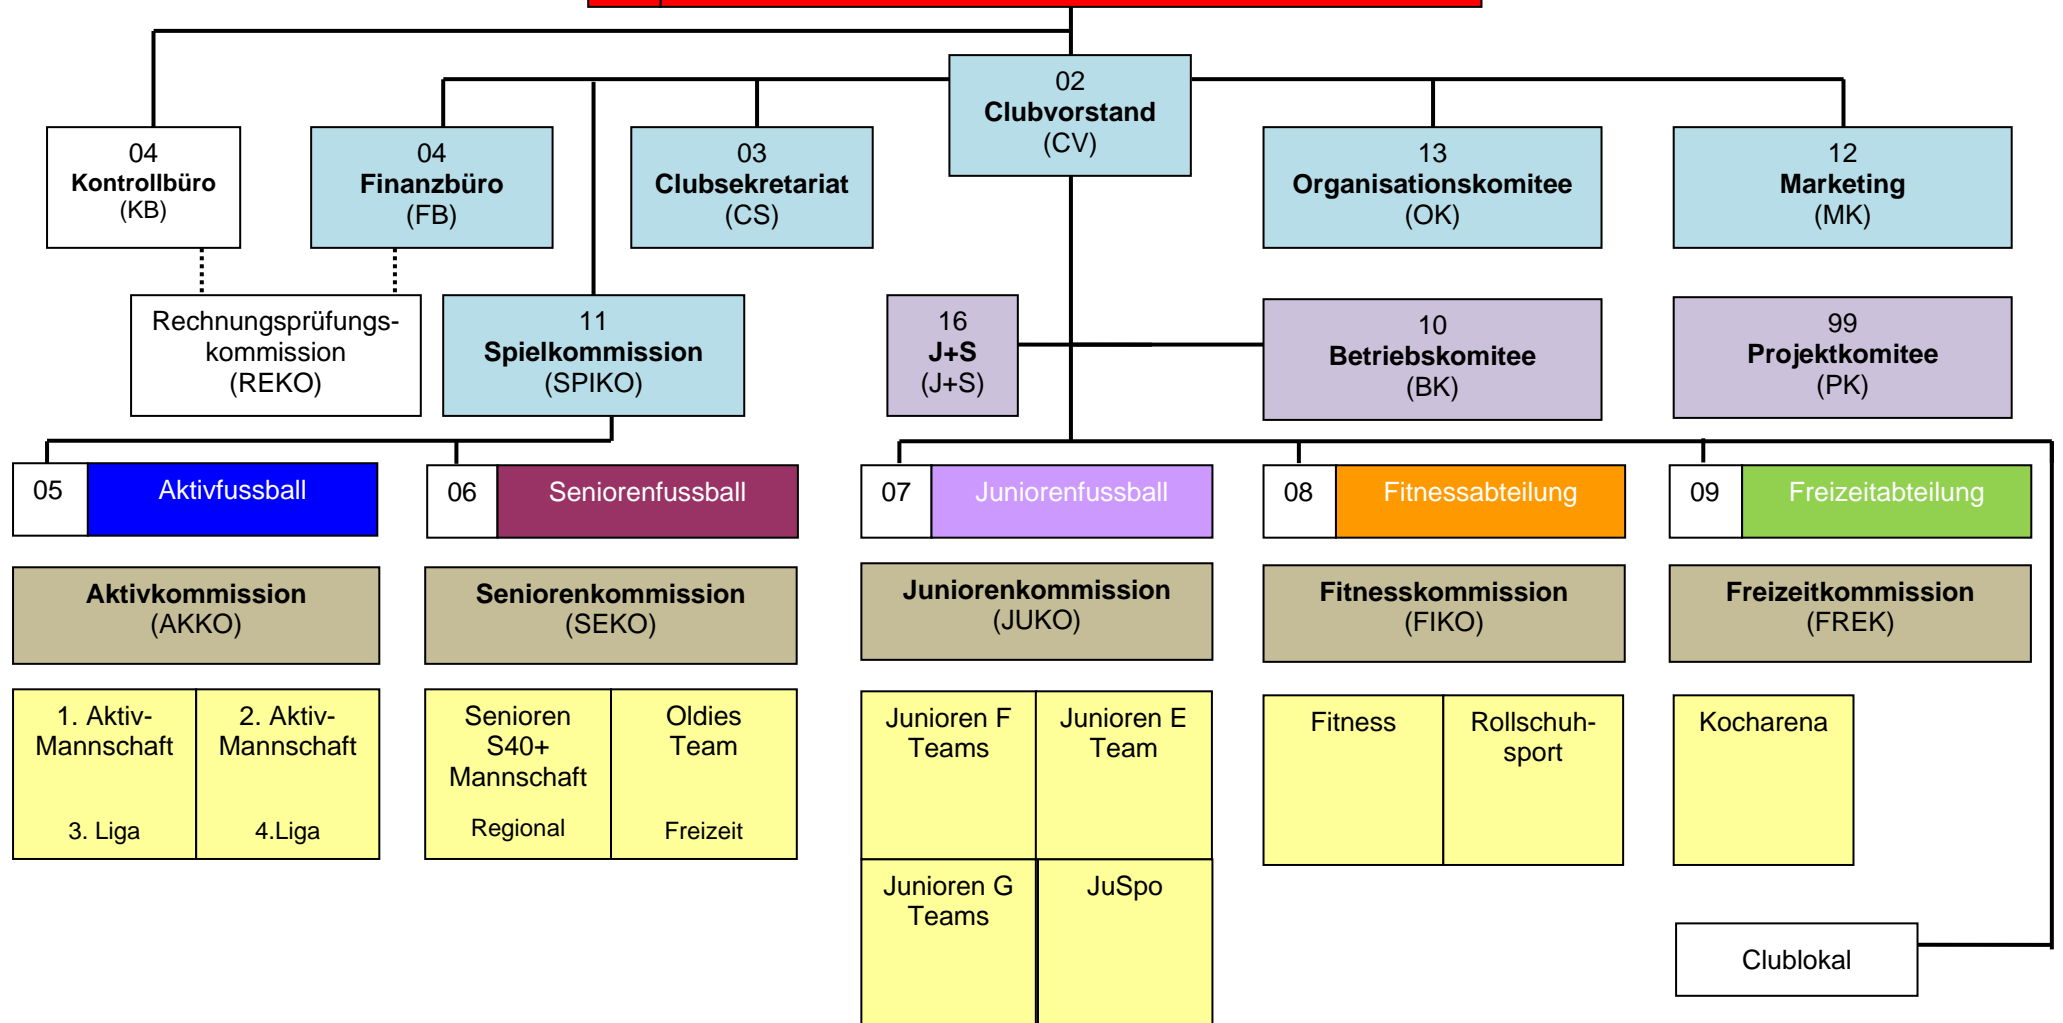 02
Clubvorstand
(CV)
04
Kontrollbüro
(KB)
04
Finanzbüro
(FB)
03
Clubsekretariat
(CS)
13
Organisationskomitee
(OK)
12
Marketing
(MK)
Rechnungsprüfungs-
kommission
(REKO)
11
Spielkommission
(SPIKO)
16
J+S
(J+S)
10
Betriebskomitee
(BK)
99
Projektkomitee
(PK)
05 Aktivfussball
06 Seniorenfussball
07 Juniorenfussball
08 Fitnessabteilung
09 Freizeitabteilung
Aktivkommission
(AKKO)
Seniorenkommission
(SEKO)
Juniorenkommission
(JUKO)
Fitnesskommission
(FIKO)
Freizeitkommission
(FREK)
1. Aktiv-
Mannschaft
3. Liga
2. Aktiv-
Mannschaft
4.Liga
Senioren
S40+
Mannschaft
Regional
Oldies
Team
Freizeit
Junioren F
Teams
Junioren E
Team
Fitness
Rollschuh-
sport
Kocharena
Junioren G
Teams
JuSpo
Clublokal